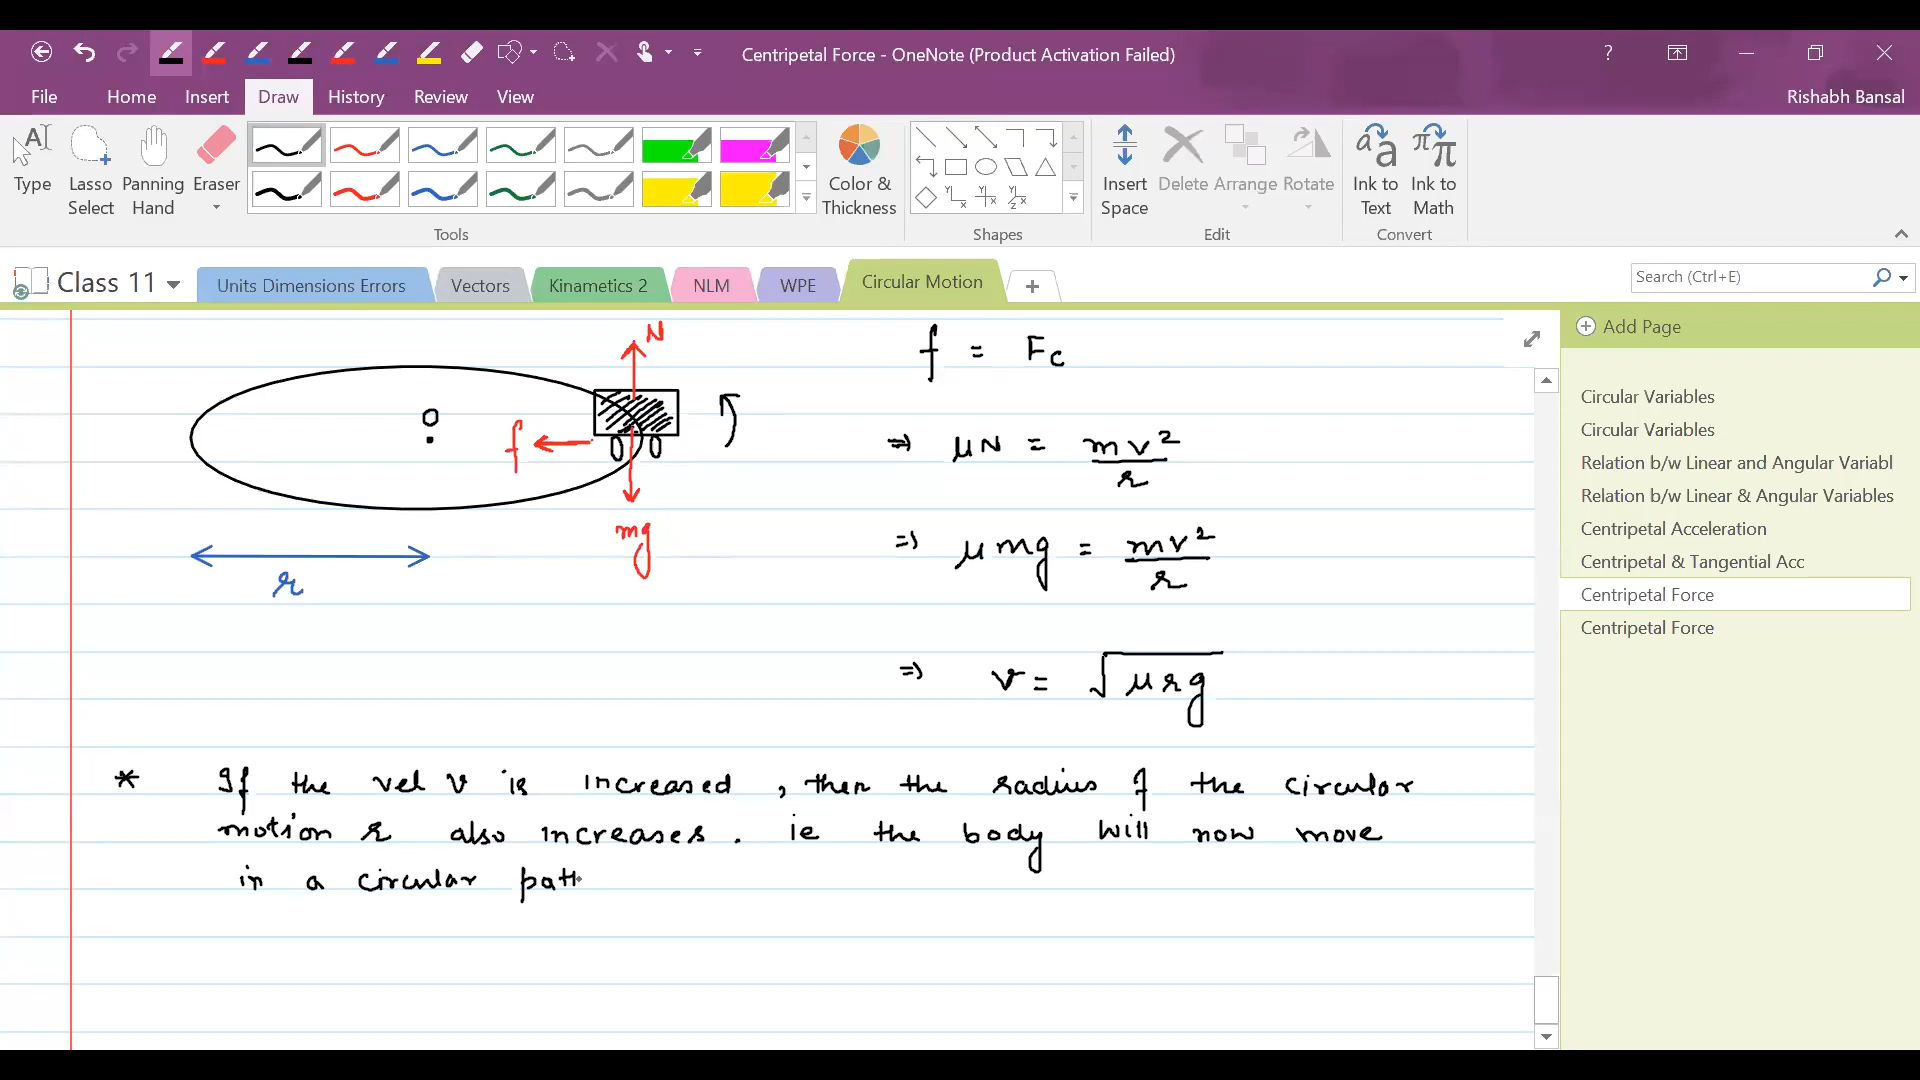 Centripetal Force - OneNote (Product Activation Failed)
?
File Home Insert Draw History Review View
Rishabh Bansal
Type
Lasso Select
Panning Hand
Eraser
Color & Thickness
Insert Space
Delete
Arrange
Rotate
Ink to Text
Ink to Math
Tools
Shapes
Edit
Convert
Class 11
Units Dimensions Errors
Vectors
Kinametics 2
NLM
WPE
Circular Motion
Search (Ctrl+E)
Add Page
Circular Variables
Circular Variables
Relation b/w Linear and Angular Variabl
Relation b/w Linear & Angular Variables
Centripetal Acceleration
Centripetal & Tangential Acc
Centripetal Force
Centripetal Force
N
O
f
mg
r
f = Fc
⇒ μN = mv²/r
⇒ μmg = mv²/r
⇒ v = √μrg
* If the vel v is increased, then the radius of the circular
motion r also increases. ie the body will now move
in a circular pat